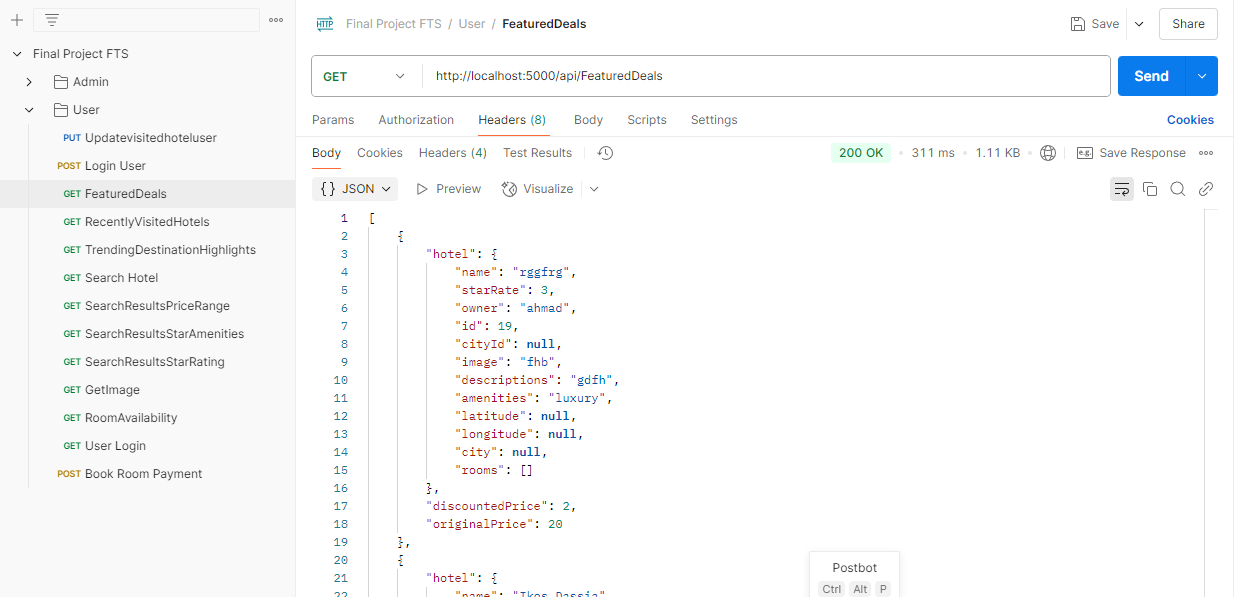 Final Project FTS / User / FeaturedDeals
Save
Share
Final Project FTS
Admin
User
PUT Updatevisitedhoteluser
POST Login User
GET FeaturedDeals
GET RecentlyVisitedHotels
GET TrendingDestinationHighlights
GET Search Hotel
GET SearchResultsPriceRange
GET SearchResultsStarAmenities
GET SearchResultsStarRating
GET GetImage
GET RoomAvailability
GET User Login
POST Book Room Payment
GET http://localhost:5000/api/FeaturedDeals Send
Params Authorization Headers (8) Body Scripts Settings Cookies
Body Cookies Headers (4) Test Results 200 OK • 311 ms • 1.11 KB • e.g. Save Response
{} JSON Preview Visualize
1 [
2 {
3 "hotel": {
4 "name": "rggfrg",
5 "starRate": 3,
6 "owner": "ahmad",
7 "id": 19,
8 "cityId": null,
9 "image": "fhb",
10 "descriptions": "gdfh",
11 "amenities": "luxury",
12 "latitude": null,
13 "longitude": null,
14 "city": null,
15 "rooms": []
16 },
17 "discountedPrice": 2,
18 "originalPrice": 20
19 },
20 {
21 "hotel": {
22 "name": "Ikos Dassia"
Postbot
Ctrl Alt P